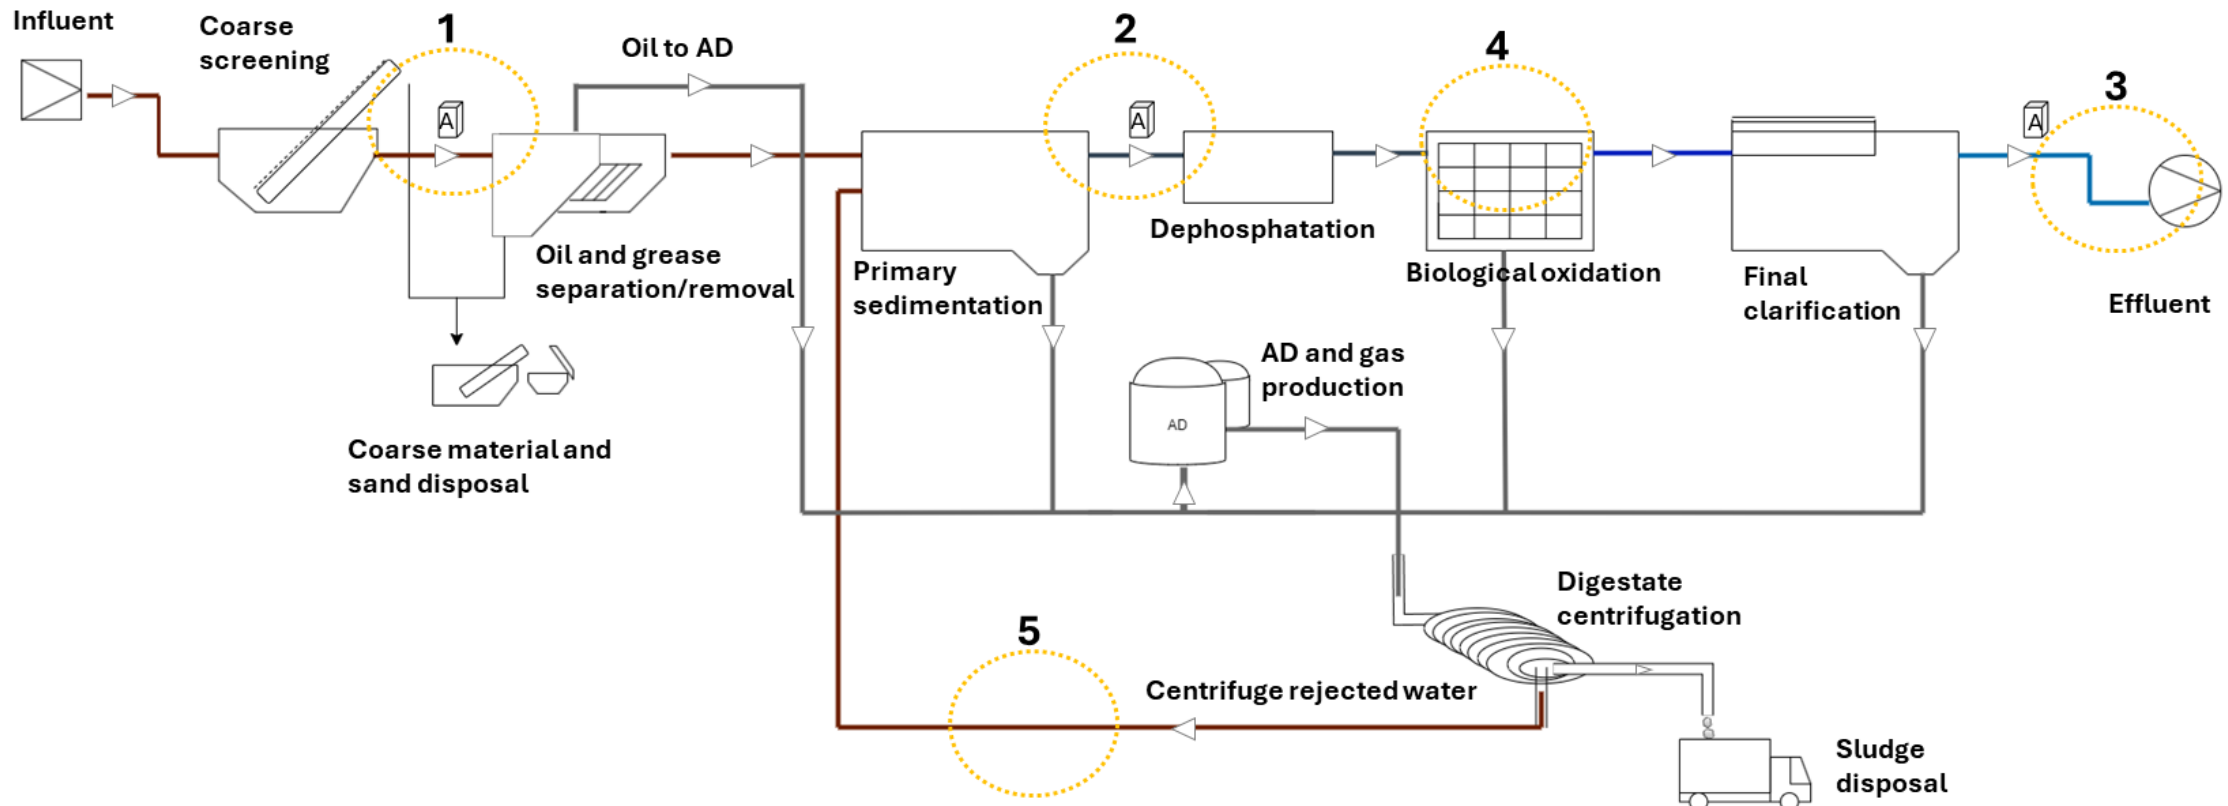 Influent
Coarse
screening
1
A
Oil to AD
2
A
4
3
A
Oil and grease
separation/removal
Primary
sedimentation
Dephosphatation
Biological oxidation
Final
clarification
Effluent
Coarse material and
sand disposal
AD and gas
production
AD
Digestate
centrifugation
5
Centrifuge rejected water
Sludge
disposal